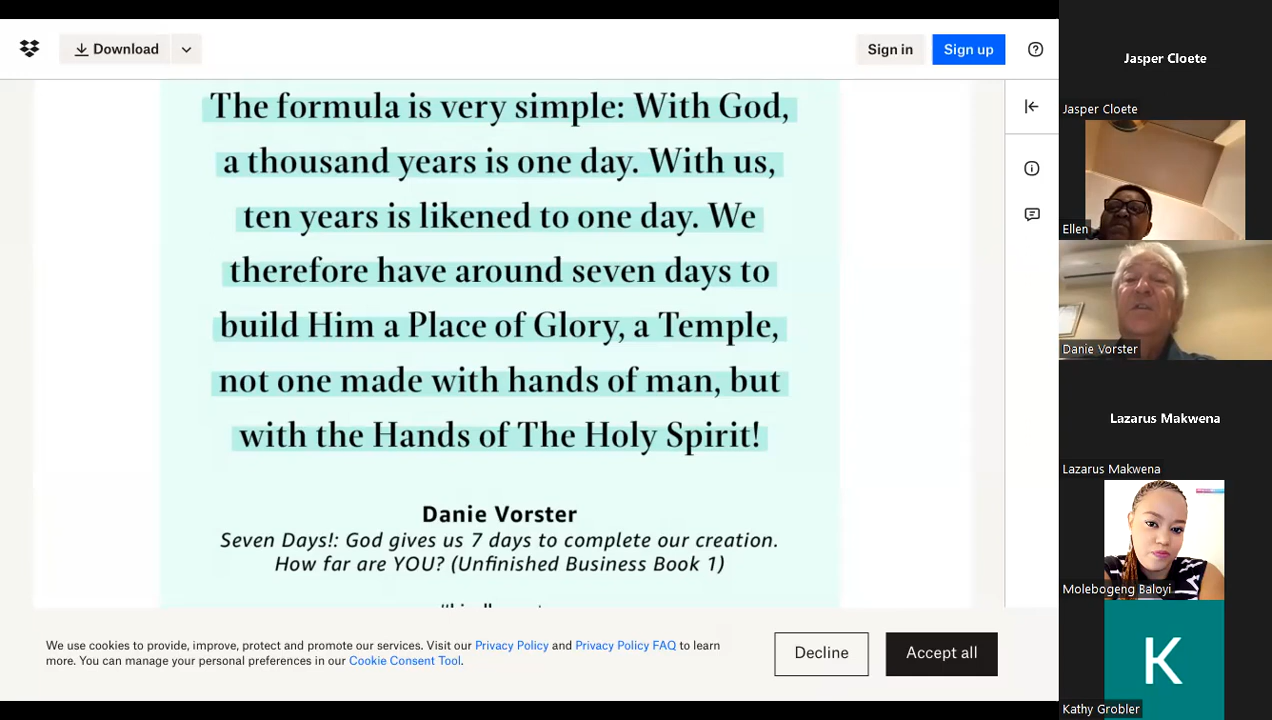 Download
Sign in
Sign up
The formula is very simple: With God,
a thousand years is one day. With us,
ten years is likened to one day. We
therefore have around seven days to
build Him a Place of Glory, a Temple,
not one made with hands of man, but
with the Hands of The Holy Spirit!
Danie Vorster
Seven Days!: God gives us 7 days to complete our creation.
How far are YOU? (Unfinished Business Book 1)
We use cookies to provide, improve, protect and promote our services. Visit our Privacy Policy and Privacy Policy FAQ to learn
more. You can manage your personal preferences in our Cookie Consent Tool.
Decline
Accept all
Jasper Cloete
Jasper Cloete
Ellen
Danie Vorster
Lazarus Makwena
Lazarus Makwena
Molebogeng Baloyi
K
Kathy Grobler